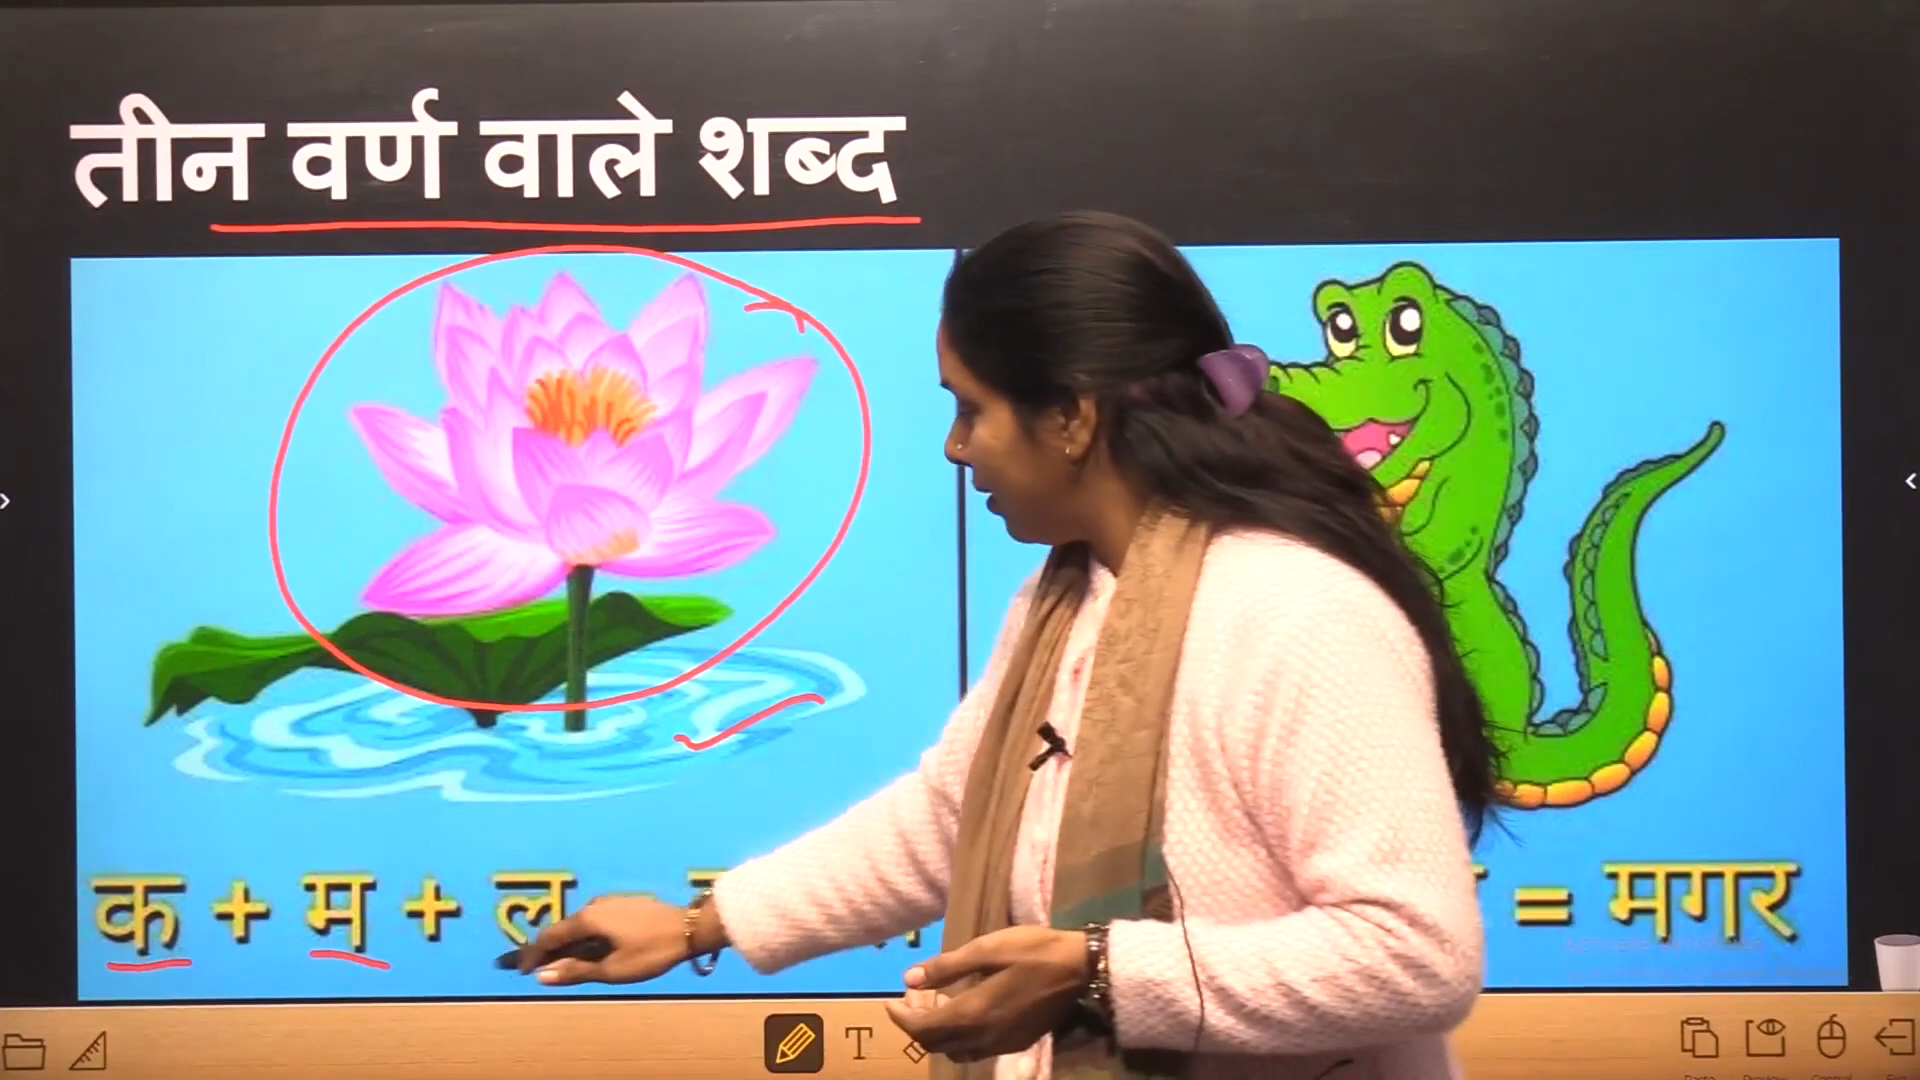 तीन वर्ण वाले शब्द
क + म + ल
= मगर
T